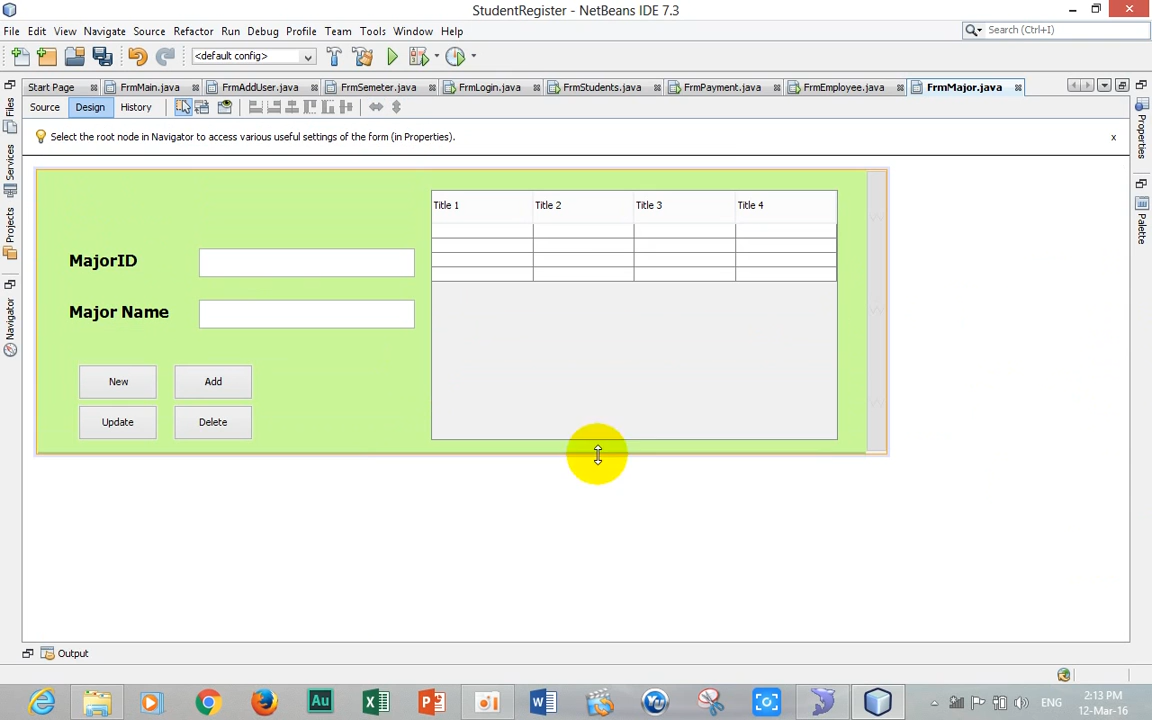 StudentRegister - NetBeans IDE 7.3
File Edit View Navigate Source Refactor Run Debug Profile Team Tools Window Help
Search (Ctrl+I)
<default config>
Start Page FrmMain.java FrmAddUser.java FrmSemeter.java FrmLogin.java FrmStudents.java FrmPayment.java FrmEmployee.java FrmMajor.java
Source Design History
Select the root node in Navigator to access various useful settings of the form (in Properties).
x
Files
Services
Projects
Navigator
Properties
Palette
Title 1 Title 2 Title 3 Title 4
MajorID
Major Name
New Add
Update Delete
Output
ENG
2:13 PM
12-Mar-16